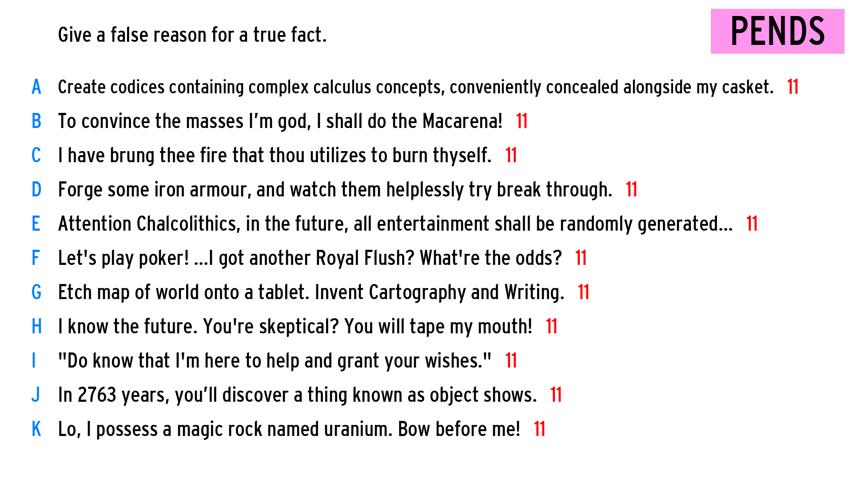 Give a false reason for a true fact.
PENDS
A Create codices containing complex calculus concepts, conveniently concealed alongside my casket. 11
B To convince the masses I’m god, I shall do the Macarena! 11
C I have brung thee fire that thou utilizes to burn thyself. 11
D Forge some iron armour, and watch them helplessly try break through. 11
E Attention Chalcolithics, in the future, all entertainment shall be randomly generated... 11
F Let's play poker! ...I got another Royal Flush? What're the odds? 11
G Etch map of world onto a tablet. Invent Cartography and Writing. 11
H I know the future. You're skeptical? You will tape my mouth! 11
I "Do know that I'm here to help and grant your wishes." 11
J In 2763 years, you’ll discover a thing known as object shows. 11
K Lo, I possess a magic rock named uranium. Bow before me! 11